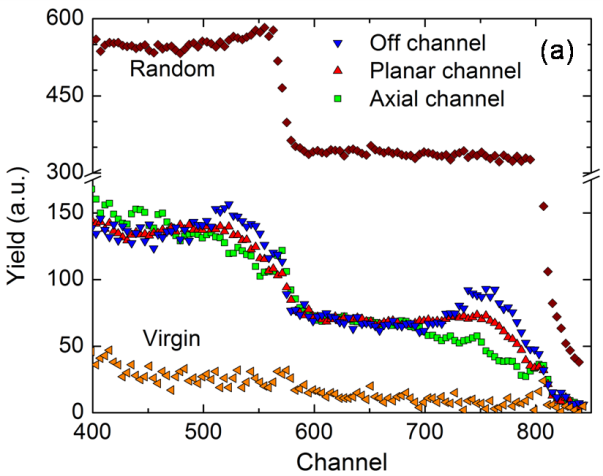 600
Off channel
(a)
Planar channel
Random
Axial channel
450
300
Yield (a.u.)
150
100
Virgin
50
0
400 500 600 700 800
Channel